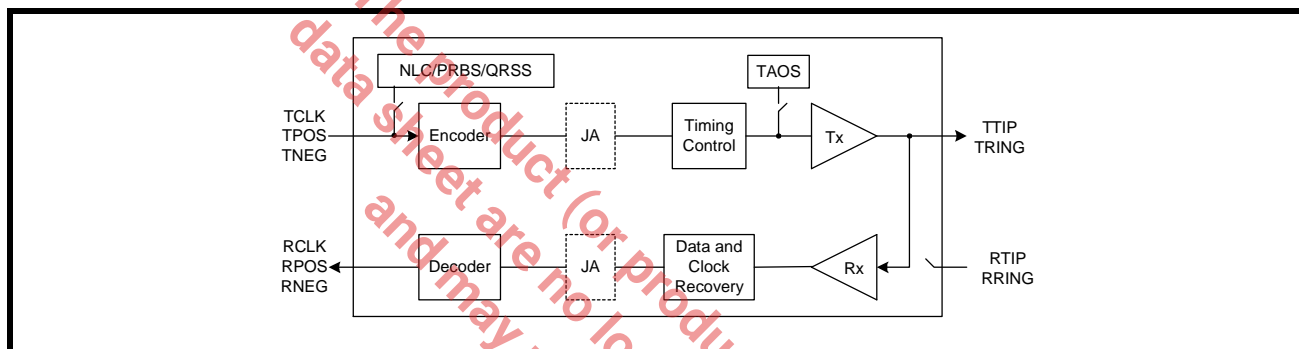 The product (or produ
data sheet are no lo
and may
NLC/PRBS/QRSS
TAOS
TCLK
TPOS
TNEG
Encoder
JA
Timing
Control
Tx
TTIP
TRING
RCLK
RPOS
RNEG
Decoder
JA
Data and
Clock
Recovery
Rx
RTIP
RRING